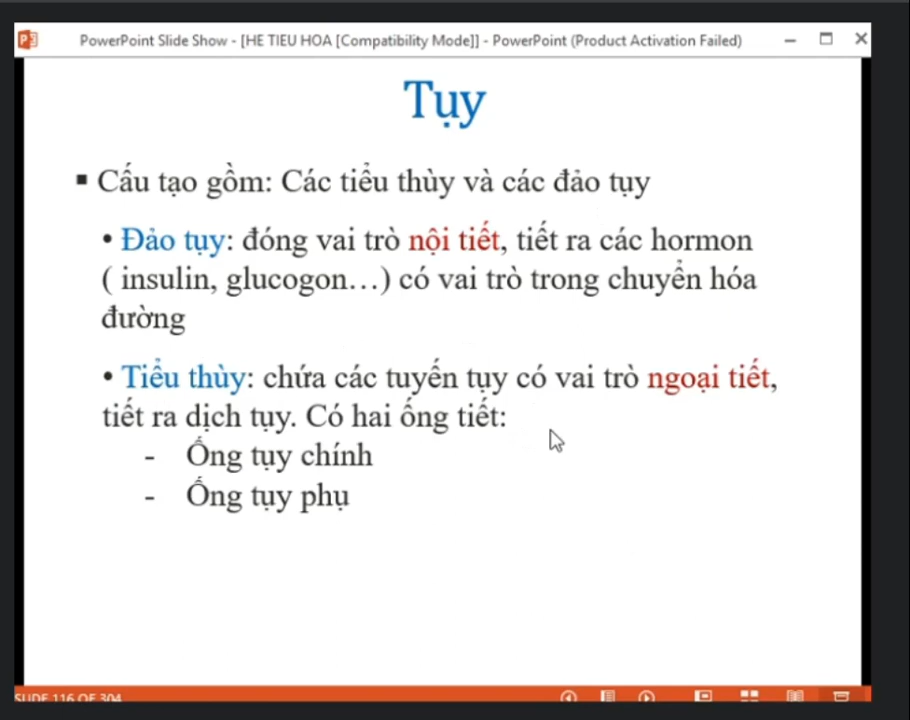 PowerPoint Slide Show - [HE TIEU HOA [Compatibility Mode]] - PowerPoint (Product Activation Failed)
Tụy
▪ Cấu tạo gồm: Các tiểu thùy và các đảo tụy
• Đảo tụy: đóng vai trò nội tiết, tiết ra các hormon
( insulin, glucogon…) có vai trò trong chuyển hóa
đường
• Tiểu thùy: chứa các tuyến tụy có vai trò ngoại tiết,
tiết ra dịch tụy. Có hai ống tiết:
- Ống tụy chính
- Ống tụy phụ
SLIDE 116 OF 304